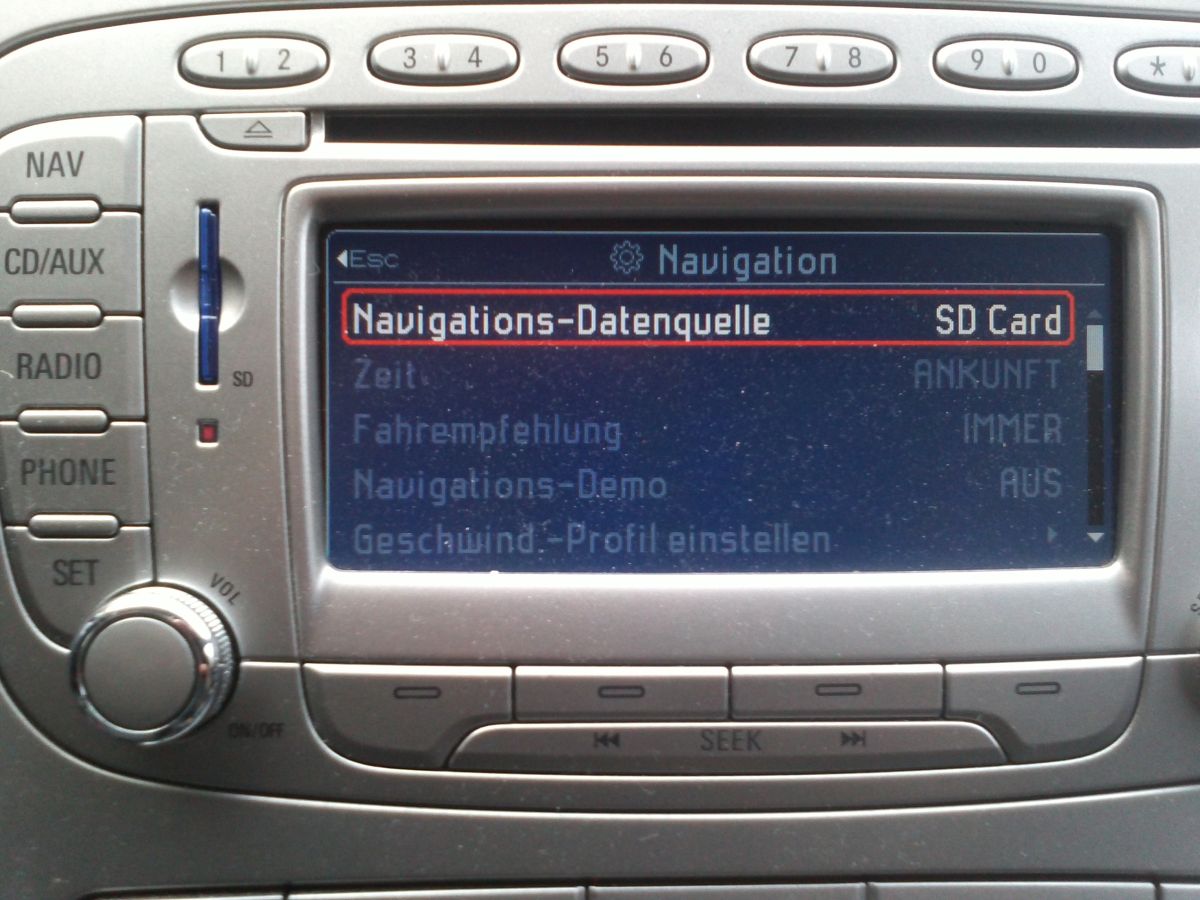 1 2 3 4 5 6 7 8 9 0 *
NAV
CD/AUX
RADIO
PHONE
SET
SD
VOL
ON/OFF
Esc Navigation
Navigations-Datenquelle SD Card
Zeit ANKUNFT
Fahrempfehlung IMMER
Navigations-Demo AUS
Geschwind.-Profil einstellen
SEEK